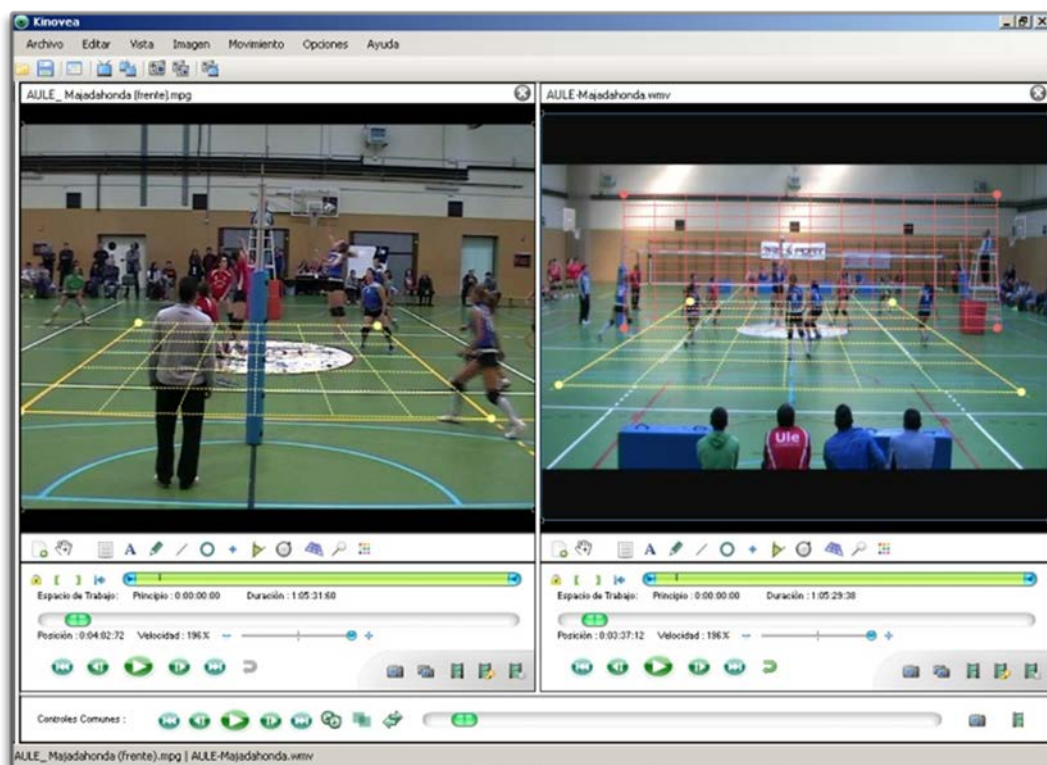 Kinovea
Archivo Editar Vista Imagen Movimiento Opciones Ayuda
AULE_ Majadahonda (frente).mpg
AULE-Majadahonda.wmv
Ule
Espacio de Trabajo: Principio : 0:00:00:00 Duración : 1:05:31:60
Posición : 0:04:02:72 Velocidad : 196%
Espacio de Trabajo: Principio : 0:00:00:00 Duración : 1:05:29:38
Posición : 0:03:37:12 Velocidad : 196%
Controles Comunes :
AULE_ Majadahonda (frente).mpg | AULE-Majadahonda.wmv